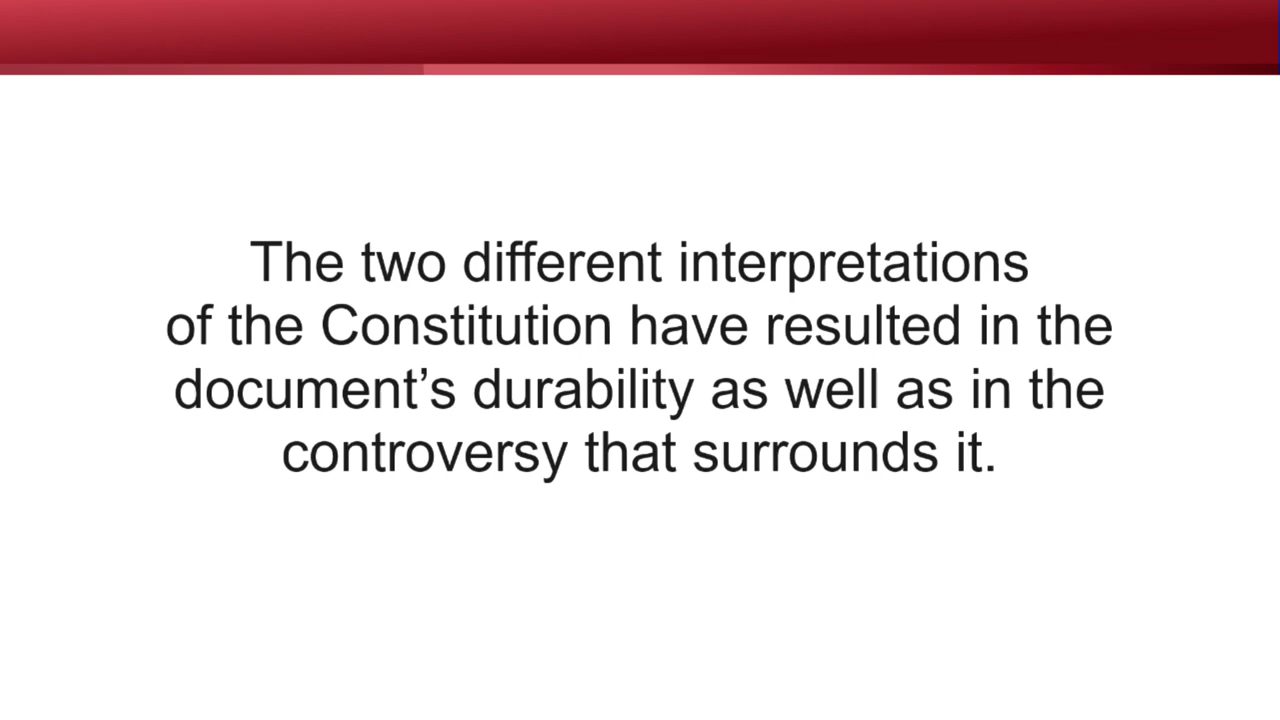 The two different interpretations
of the Constitution have resulted in the
document’s durability as well as in the
controversy that surrounds it.